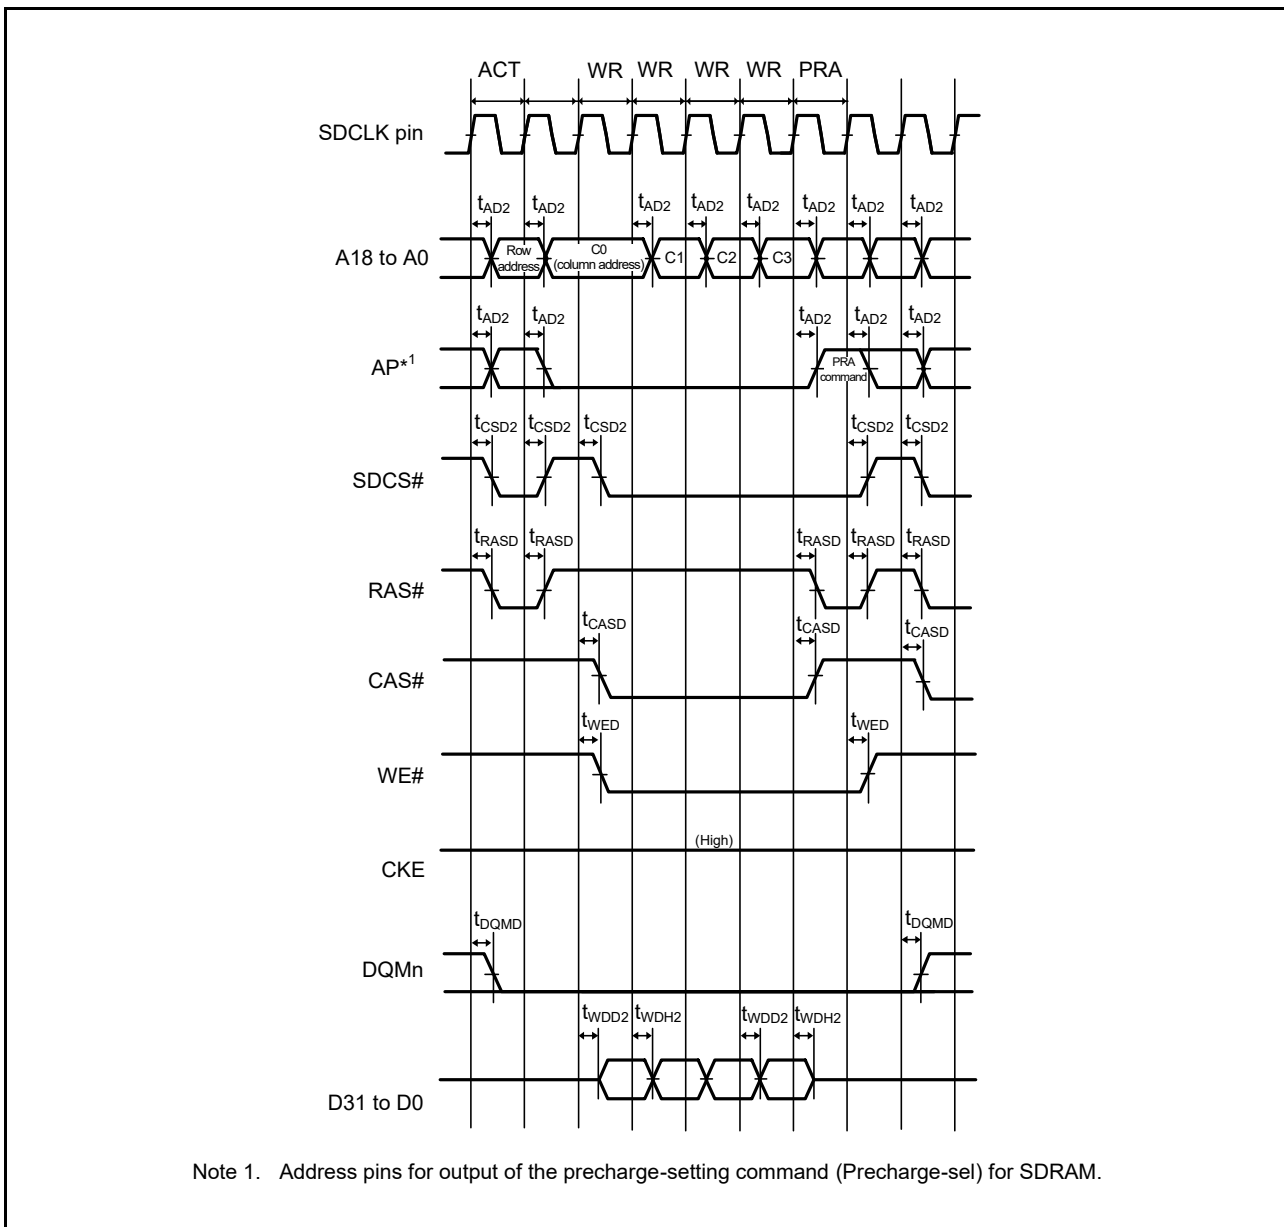 ACT WR WR WR WR PRA
SDCLK pin
tAD2 tAD2 tAD2 tAD2 tAD2 tAD2 tAD2 tAD2
A18 to A0
Row
address
C0
(column address)
C1 C2 C3
tAD2 tAD2 tAD2 tAD2 tAD2
AP*1
PRA
command
tCSD2 tCSD2 tCSD2 tCSD2 tCSD2
SDCS#
tRASD tRASD tRASD tRASD tRASD
RAS#
tCASD tCASD tCASD
CAS#
tWED tWED
WE#
(High)
CKE
tDQMD tDQMD
DQMn
tWDD2 tWDH2 tWDD2 tWDH2
D31 to D0
Note 1. Address pins for output of the precharge-setting command (Precharge-sel) for SDRAM.